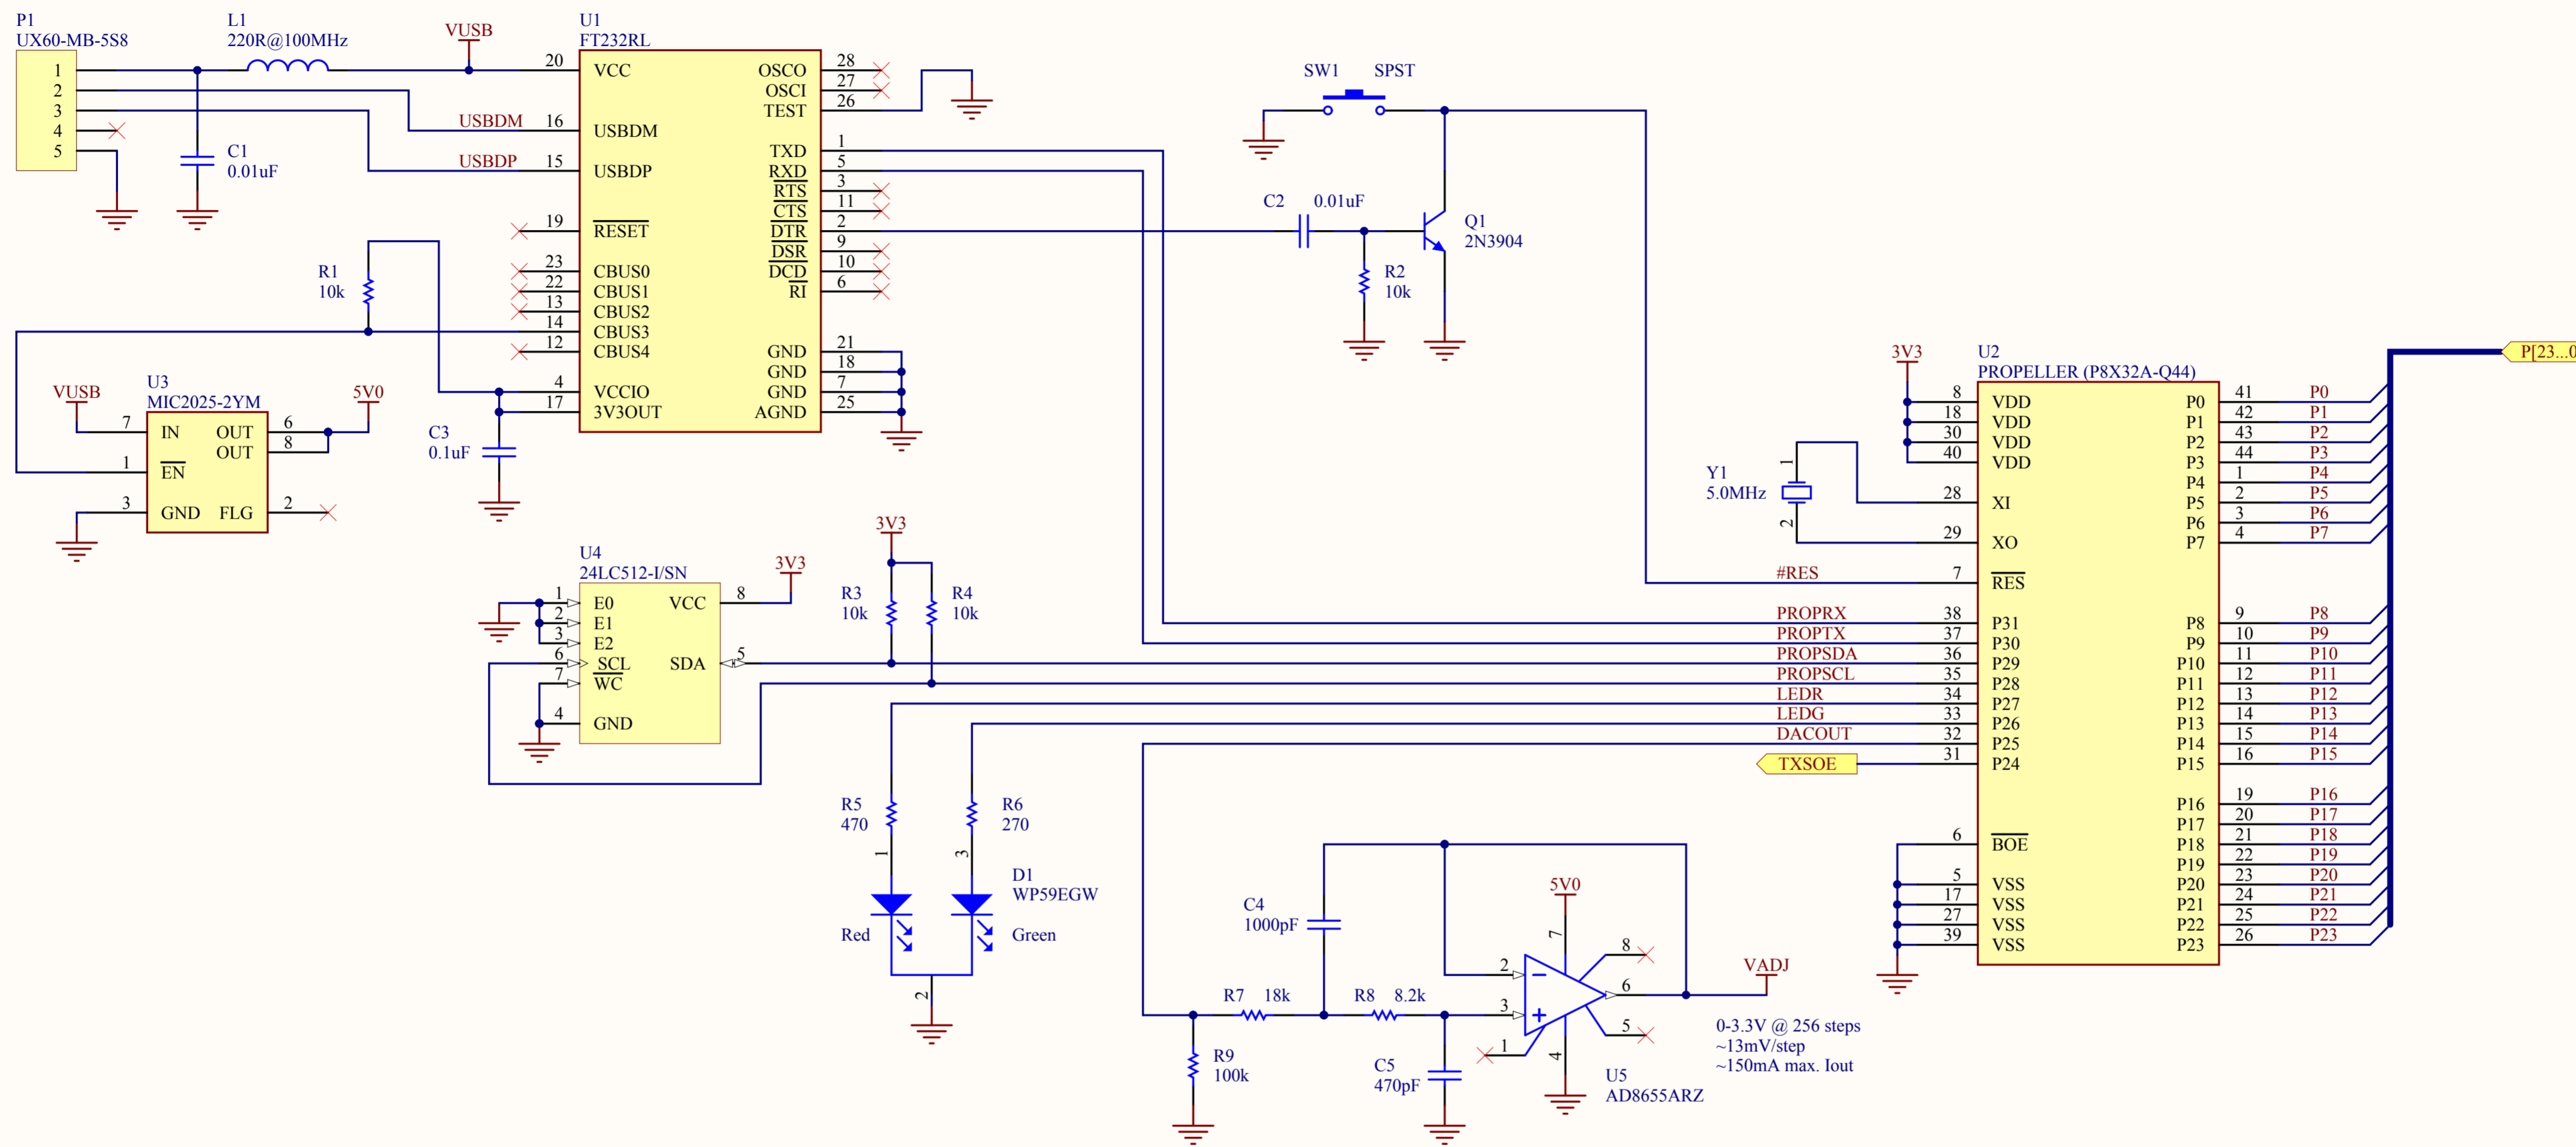 P1
UX60-MB-5S8
1
2
3
4
5
L1
220R@100MHz
C1
0.01uF
VUSB
U1
FT232RL
20 VCC
USBDM 16 USBDM
USBDP 15 USBDP
19 RESET
23 CBUS0
22 CBUS1
13 CBUS2
14 CBUS3
12 CBUS4
4 VCCIO
17 3V3OUT
OSCO 28
OSCI 27
TEST 26
TXD 1
RXD 5
RTS 3
CTS 11
DTR 2
DSR 9
DCD 10
RI 6
GND 21
GND 18
GND 7
AGND 25
R1
10k
C3
0.1uF
VUSB
U3
MIC2025-2YM
5V0
7 IN OUT 6
OUT 8
1 EN
3 GND FLG 2
SW1 SPST
C2 0.01uF
Q1
2N3904
R2
10k
U4
24LC512-I/SN
3V3
1 E0 VCC 8
2 E1
3 E2
6 SCL SDA 5
7 WC
4 GND
3V3
R3
10k
R4
10k
R5
470
R6
270
1
3
D1
WP59EGW
Red
Green
2
Y1
5.0MHz
1
2
3V3
U2
PROPELLER (P8X32A-Q44)
8 VDD
18 VDD
30 VDD
40 VDD
28 XI
29 XO
#RES 7 RES
PROPRX 38 P31
PROPTX 37 P30
PROPSDA 36 P29
PROPSCL 35 P28
LEDR 34 P27
LEDG 33 P26
DACOUT 32 P25
TXSOE 31 P24
6 BOE
5 VSS
17 VSS
27 VSS
39 VSS
P0 41 P0
P1 42 P1
P2 43 P2
P3 44 P3
P4 1 P4
P5 2 P5
P6 3 P6
P7 4 P7
P8 9 P8
P9 10 P9
P10 11 P10
P11 12 P11
P12 13 P12
P13 14 P13
P14 15 P14
P15 16 P15
P16 19 P16
P17 20 P17
P18 21 P18
P19 22 P19
P20 23 P20
P21 24 P21
P22 25 P22
P23 26 P23
P[23...0
C4
1000pF
R7 18k
R8 8.2k
R9
100k
C5
470pF
5V0
7
8
2
3
6
5
1
4
U5
AD8655ARZ
VADJ
0-3.3V @ 256 steps
~13mV/step
~150mA max. Iout